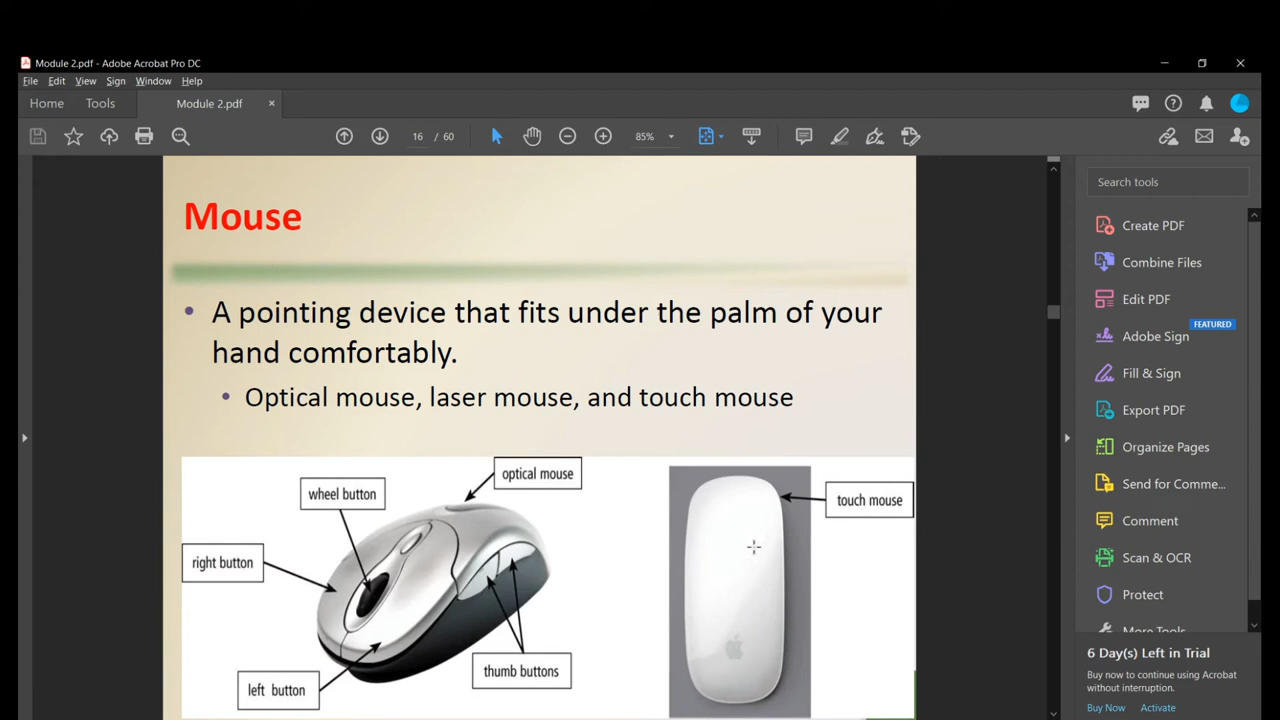 Module 2.pdf - Adobe Acrobat Pro DC
File Edit View Sign Window Help
Home Tools Module 2.pdf ×
16 / 60 85%
Mouse
• A pointing device that fits under the palm of your
hand comfortably.
• Optical mouse, laser mouse, and touch mouse
optical mouse
wheel button
right button
left button
thumb buttons
touch mouse
Search tools
Create PDF
Combine Files
Edit PDF
FEATURED
Adobe Sign
Fill & Sign
Export PDF
Organize Pages
Send for Comme...
Comment
Scan & OCR
Protect
More Tools
6 Day(s) Left in Trial
Buy now to continue using Acrobat
without interruption.
Buy Now Activate